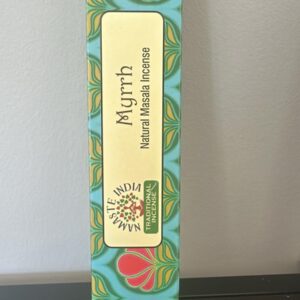 Myrrh
Natural Masala Incense
NAMASTE INDIA
TRADITIONAL
INCENSE